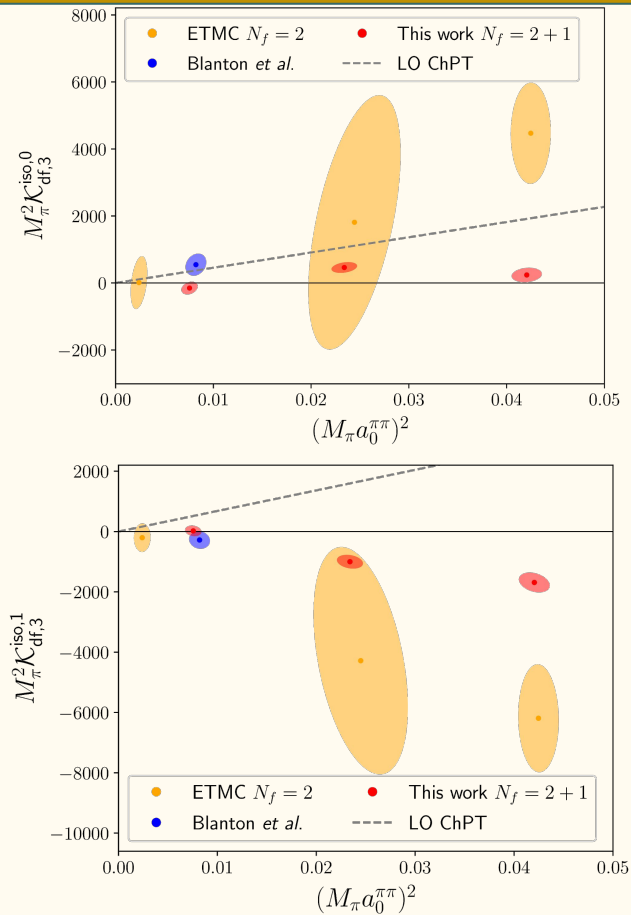 8000
6000
4000
2000
0
−2000
M_π^2 K_{df,3}^{iso,0}
ETMC N_f = 2
This work N_f = 2 + 1
Blanton et al.
LO ChPT
0.00 0.01 0.02 0.03 0.04 0.05
(M_π a_0^{ππ})^2
2000
0
−2000
−4000
−6000
−8000
−10000
M_π^2 K_{df,3}^{iso,1}
ETMC N_f = 2
This work N_f = 2 + 1
Blanton et al.
LO ChPT
0.00 0.01 0.02 0.03 0.04 0.05
(M_π a_0^{ππ})^2